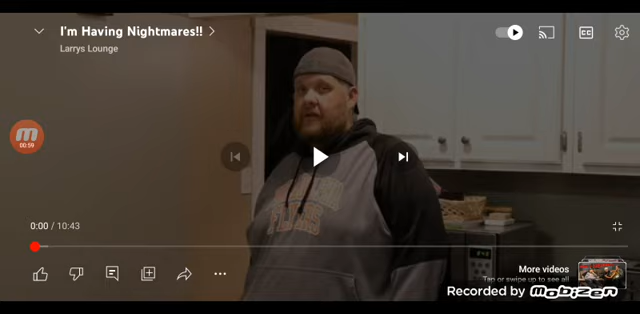 I'm Having Nightmares!!
Larrys Lounge
CC
00:59
0:00 / 10:43
More videos
Tap or swipe up to see all
Recorded by Mobizen